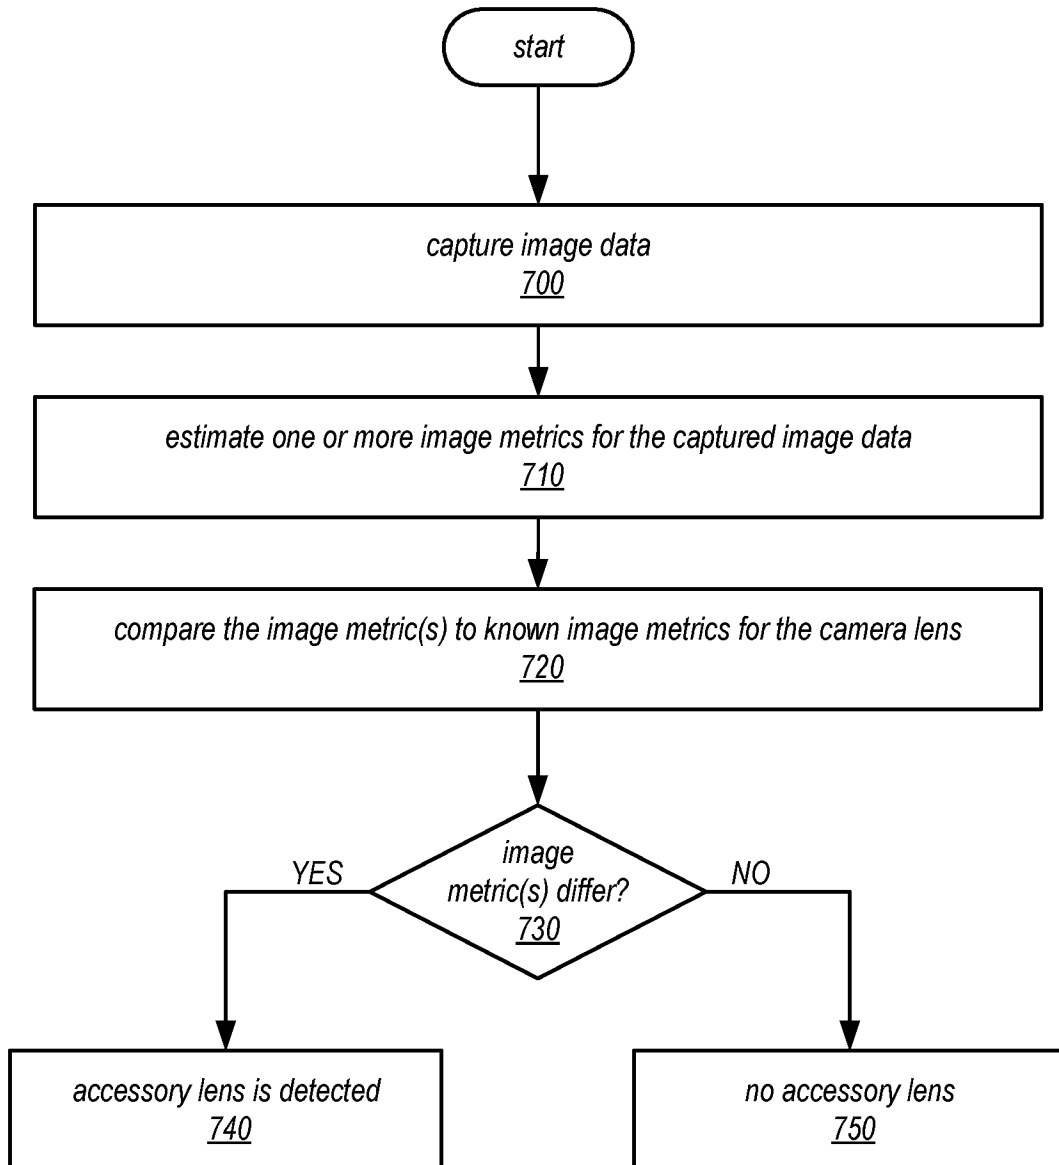 start
capture image data
700
estimate one or more image metrics for the captured image data
710
compare the image metric(s) to known image metrics for the camera lens
720
image
metric(s) differ?
730
YES
NO
accessory lens is detected
740
no accessory lens
750